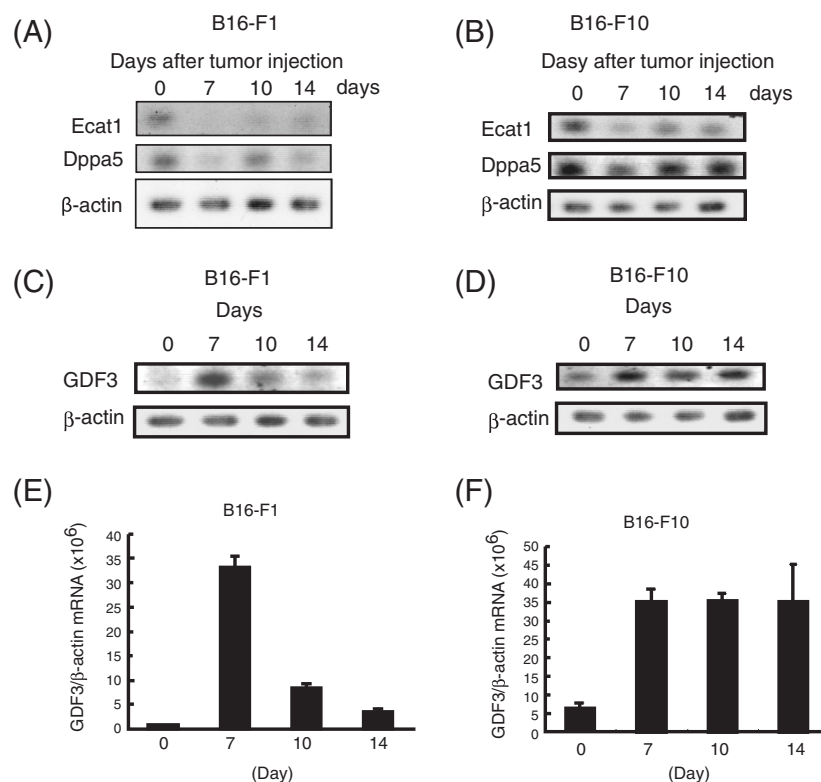 (A)
B16-F1
Days after tumor injection
0 7 10 14 days
Ecat1
Dppa5
β-actin
(B)
B16-F10
Dasy after tumor injection
0 7 10 14 days
Ecat1
Dppa5
β-actin
(C)
B16-F1
Days
0 7 10 14
GDF3
β-actin
(D)
B16-F10
Days
0 7 10 14
GDF3
β-actin
(E)
B16-F1
GDF3/β-actin mRNA (x10⁶)
40
35
30
25
20
15
10
5
0
0 7 10 14
(Day)
(F)
B16-F10
GDF3/β-actin mRNA (x10⁶)
50
45
40
35
30
25
20
15
10
5
0
0 7 10 14
(Day)